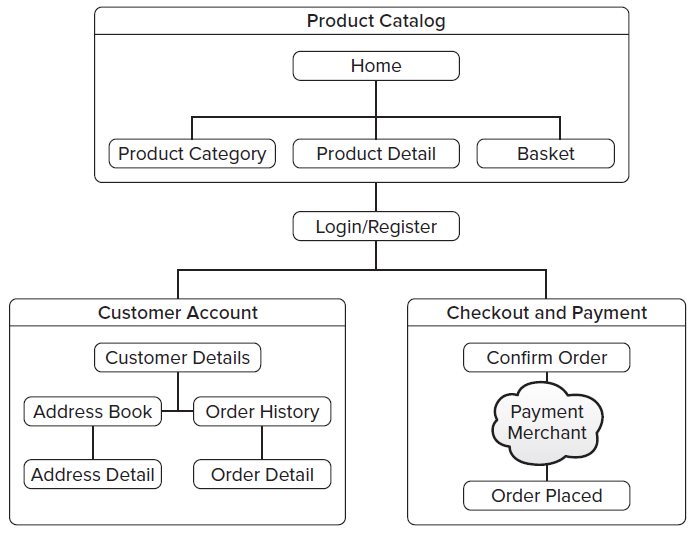 Product Catalog
Home
Product Category
Product Detail
Basket
Login/Register
Customer Account
Customer Details
Address Book
Order History
Address Detail
Order Detail
Checkout and Payment
Confirm Order
Payment
Merchant
Order Placed